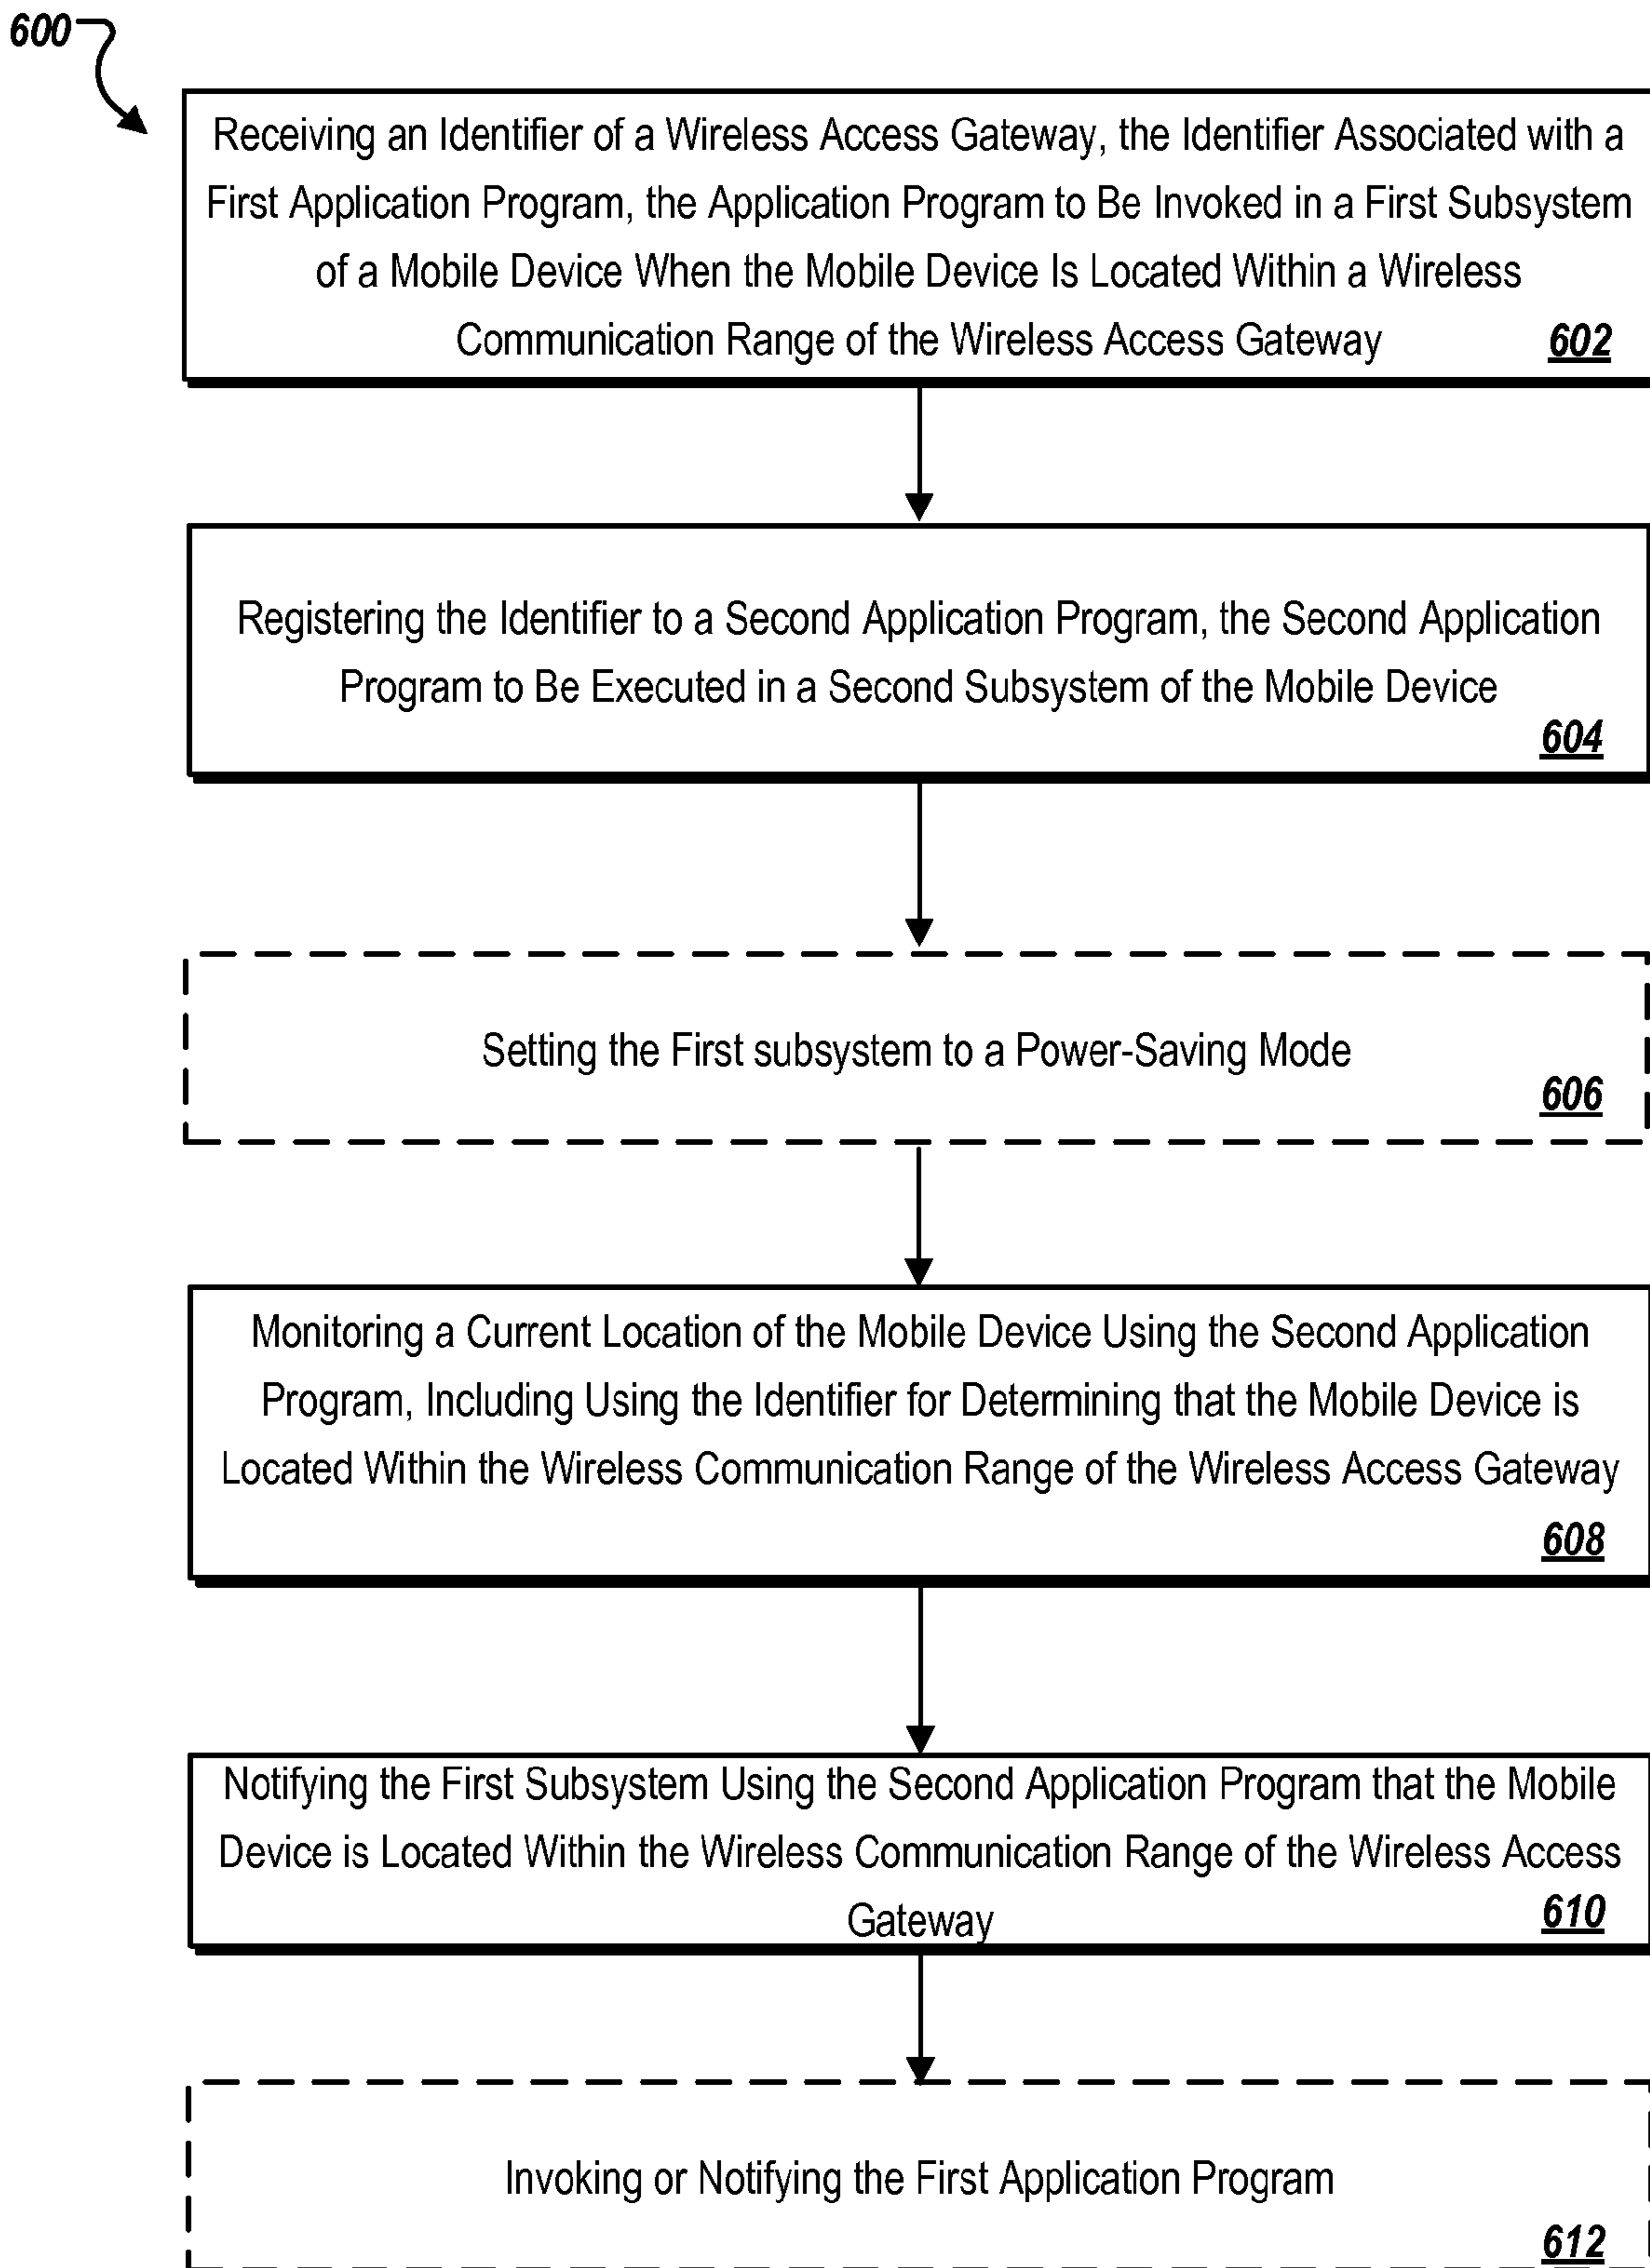 600
Receiving an Identifier of a Wireless Access Gateway, the Identifier Associated with a
First Application Program, the Application Program to Be Invoked in a First Subsystem
of a Mobile Device When the Mobile Device Is Located Within a Wireless
Communication Range of the Wireless Access Gateway 602
Registering the Identifier to a Second Application Program, the Second Application
Program to Be Executed in a Second Subsystem of the Mobile Device
604
Setting the First subsystem to a Power-Saving Mode
606
Monitoring a Current Location of the Mobile Device Using the Second Application
Program, Including Using the Identifier for Determining that the Mobile Device is
Located Within the Wireless Communication Range of the Wireless Access Gateway
608
Notifying the First Subsystem Using the Second Application Program that the Mobile
Device is Located Within the Wireless Communication Range of the Wireless Access
Gateway 610
Invoking or Notifying the First Application Program
612